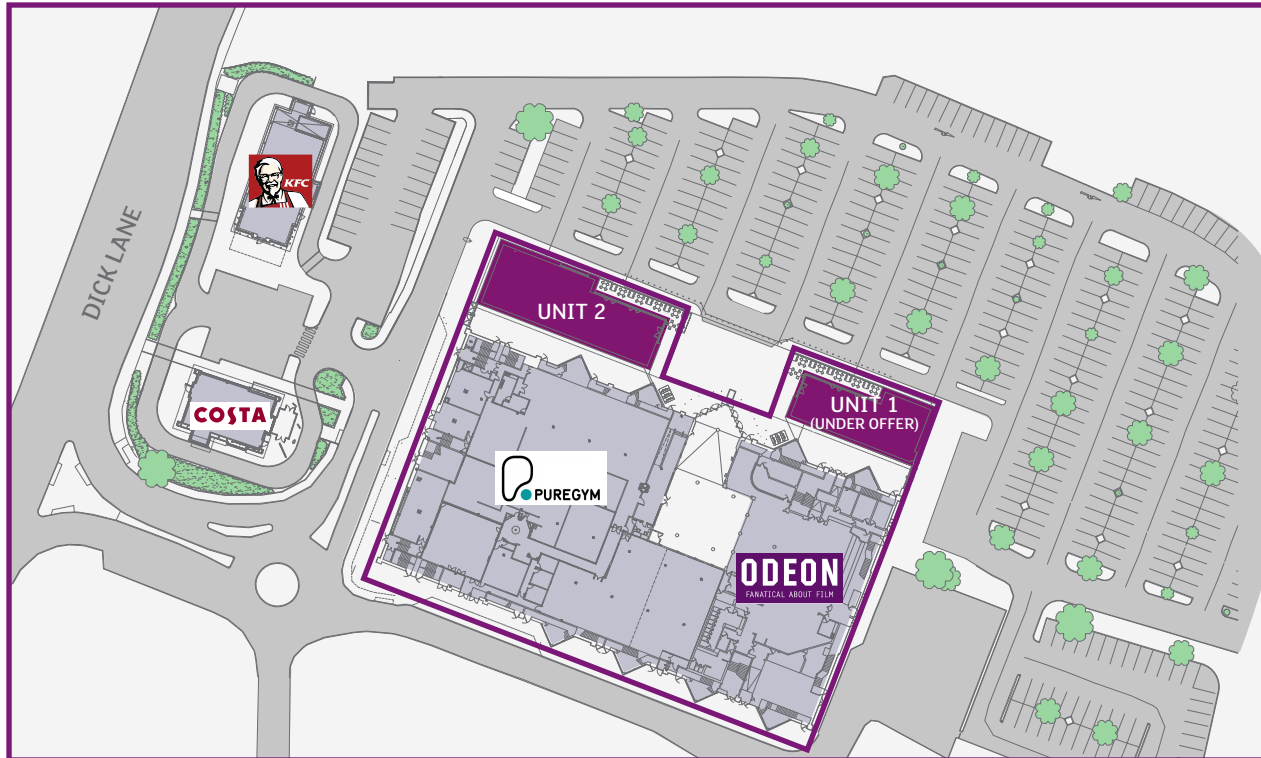 DICK LANE
KFC
COSTA
UNIT 2
UNIT 1
(UNDER OFFER)
PUREGYM
ODEON
FANATICAL ABOUT FILM